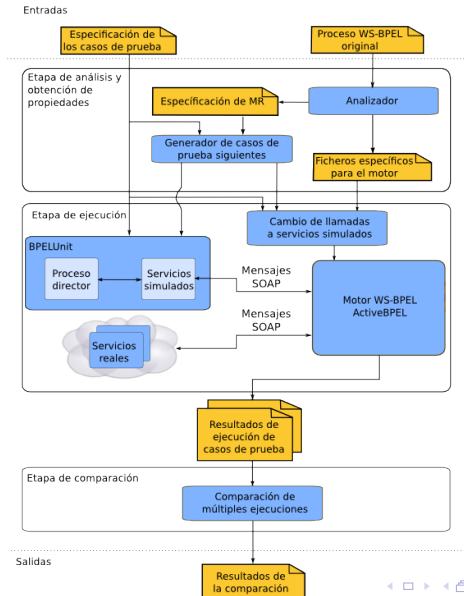 Entradas
Especificación de
los casos de prueba
Proceso WS-BPEL
original
Etapa de análisis y
obtención de
propiedades
Específicación de MR
Analizador
Generador de casos de
prueba siguientes
Ficheros específicos
para el motor
Etapa de ejecución
Cambio de llamadas
a servicios simulados
BPELUnit
Proceso
director
Servicios
simulados
Mensajes
SOAP
Motor WS-BPEL
ActiveBPEL
Mensajes
SOAP
Servicios
reales
Resultados de
ejecución de
casos de prueba
Etapa de comparación
Comparación de
múltiples ejecuciones
Salidas
Resultados de
la comparación